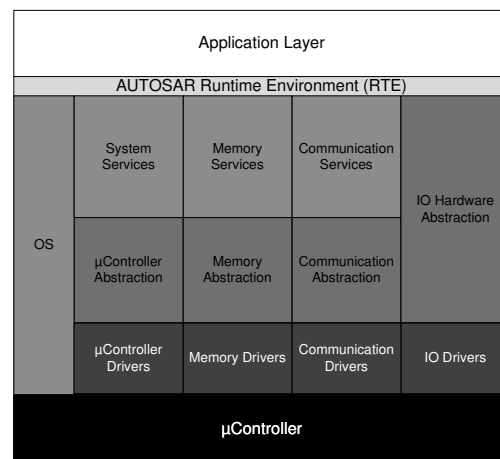 Application Layer
AUTOSAR Runtime Environment (RTE)
System
Services
Memory
Services
Communication
Services
IO Hardware
Abstraction
OS
µController
Abstraction
Memory
Abstraction
Communication
Abstraction
µController
Drivers
Memory Drivers
Communication
Drivers
IO Drivers
µController